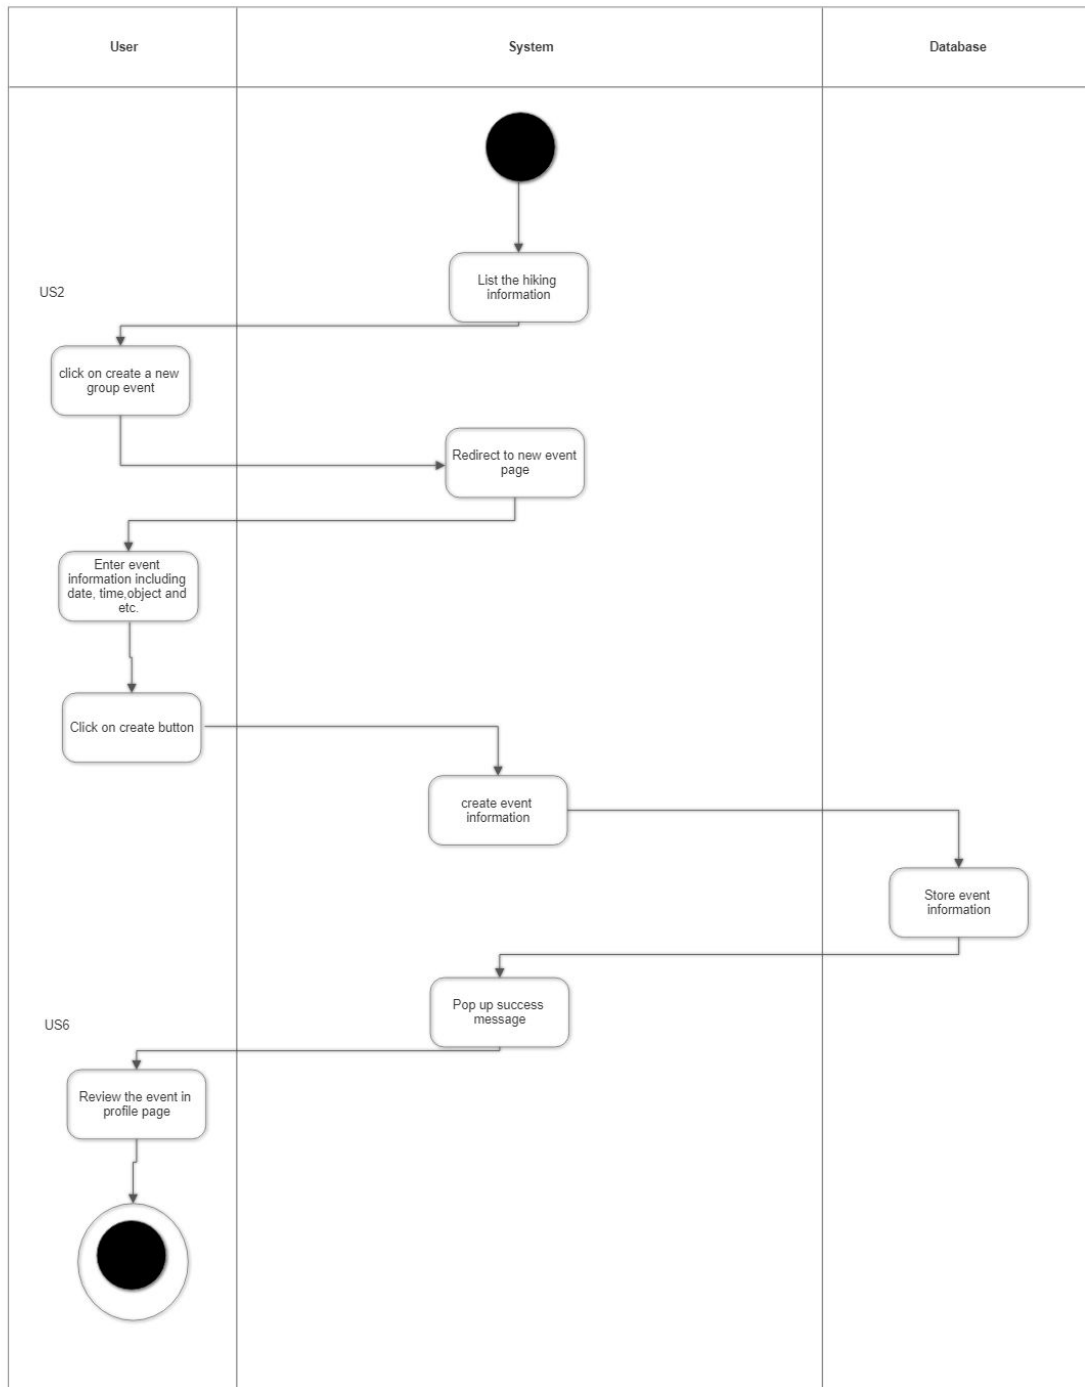 User
System
Database
List the hiking
information
US2
click on create a new
group event
Redirect to new event
page
Enter event
information including
date, time,object and
etc.
Click on create button
create event
information
Store event
information
Pop up success
message
US6
Review the event in
profile page